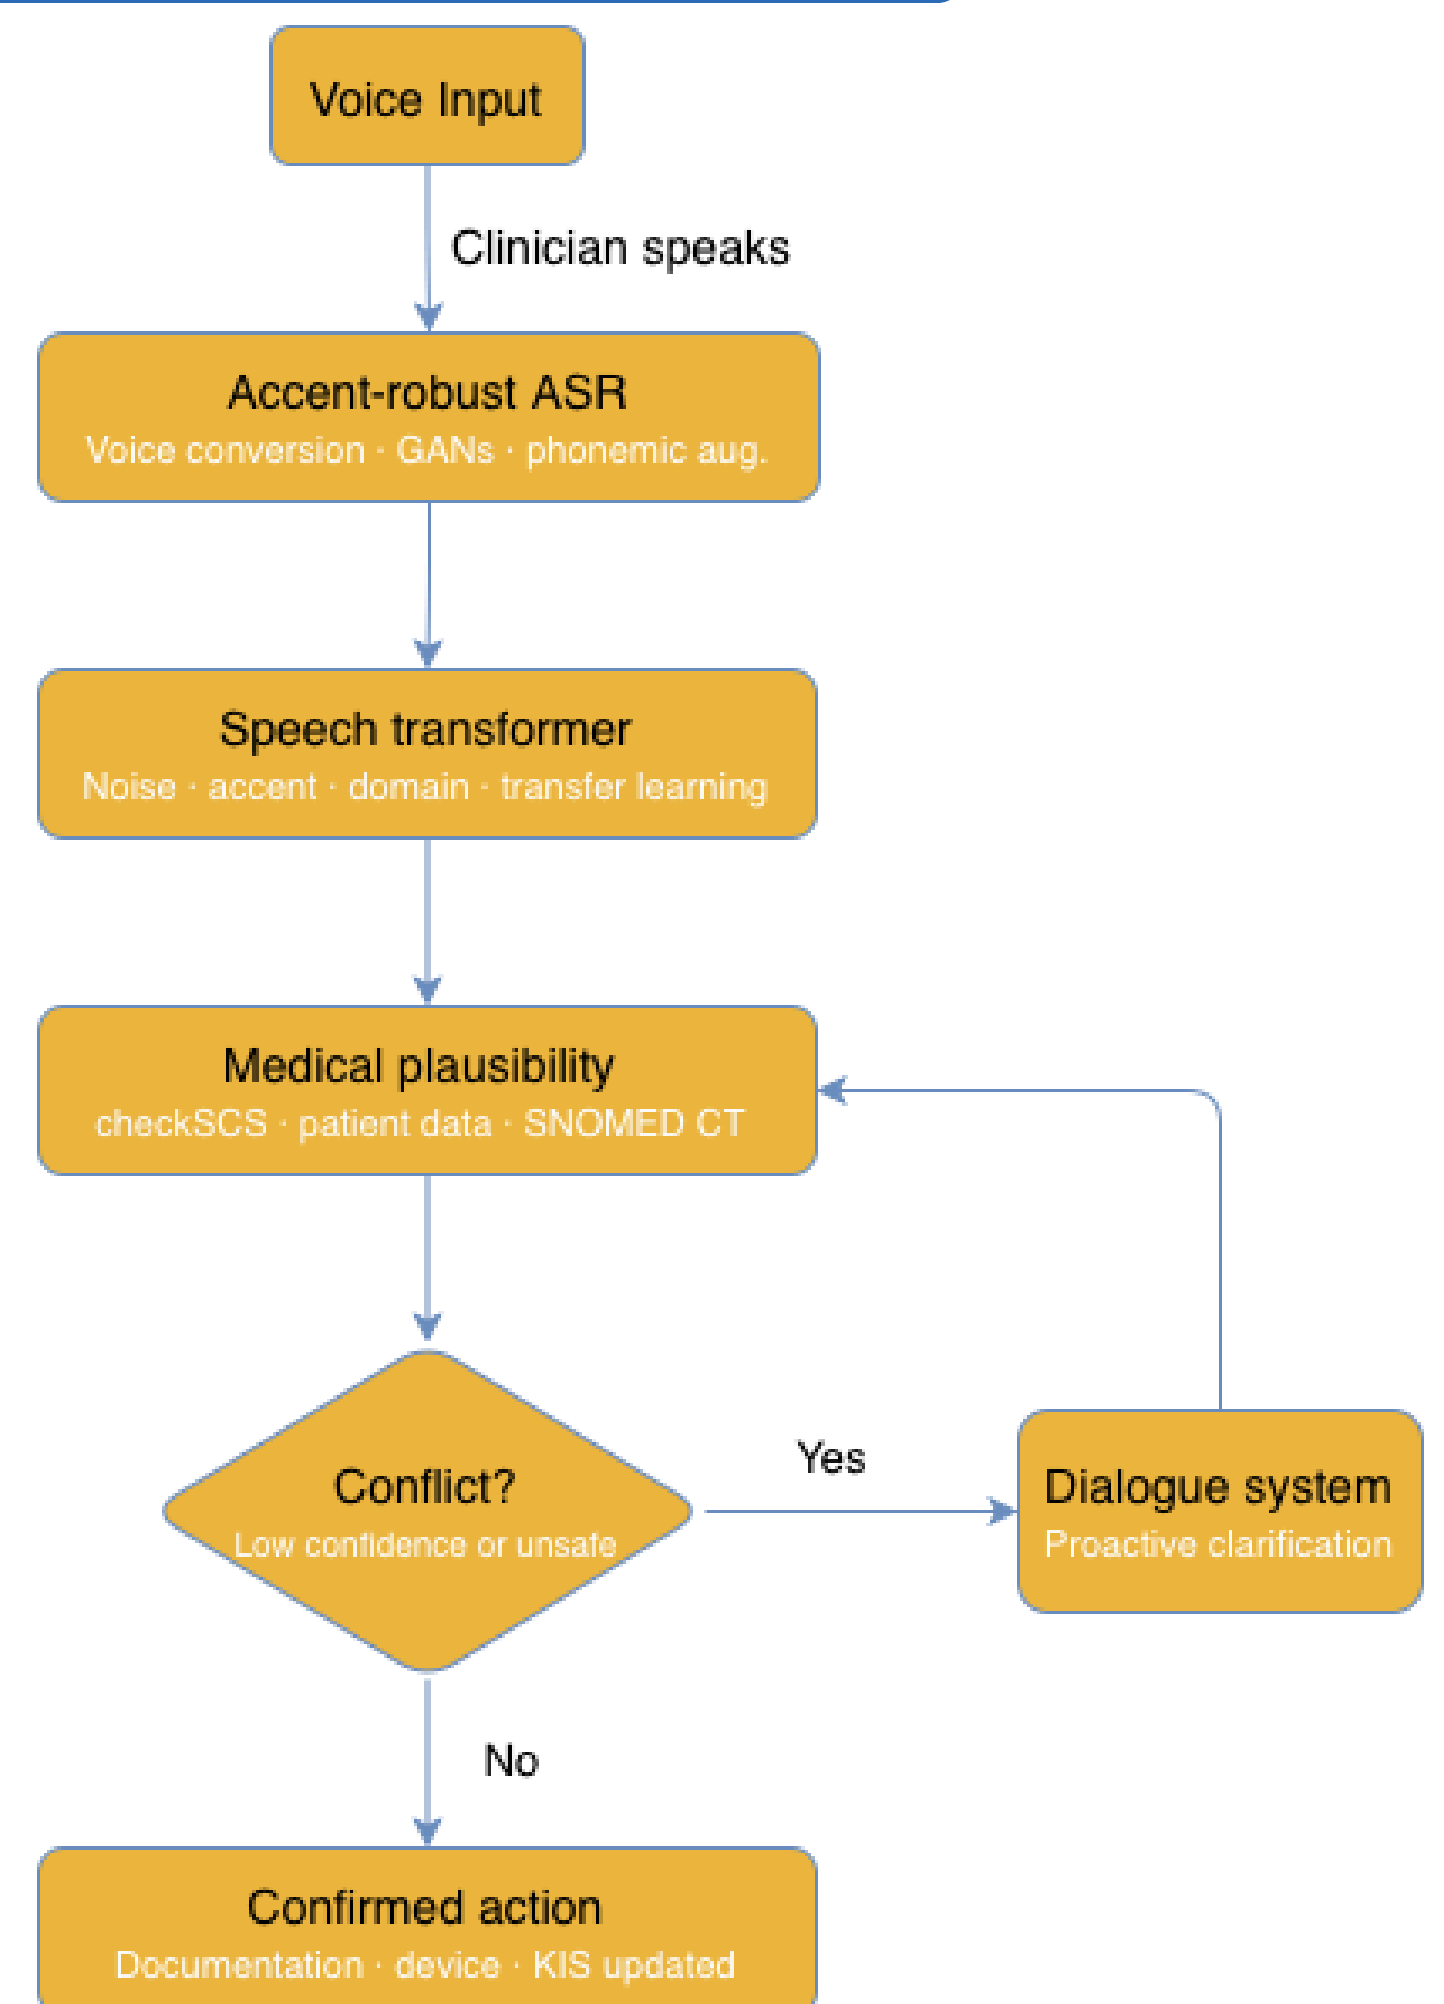 Voice Input
Clinician speaks
Accent-robust ASR
Voice conversion · GANs · phonemic aug.
Speech transformer
Noise · accent · domain · transfer learning
Medical plausibility
checkSCS · patient data · SNOMED CT
Conflict?
Low confidence or unsafe
Yes
Dialogue system
Proactive clarification
No
Confirmed action
Documentation · device · KIS updated